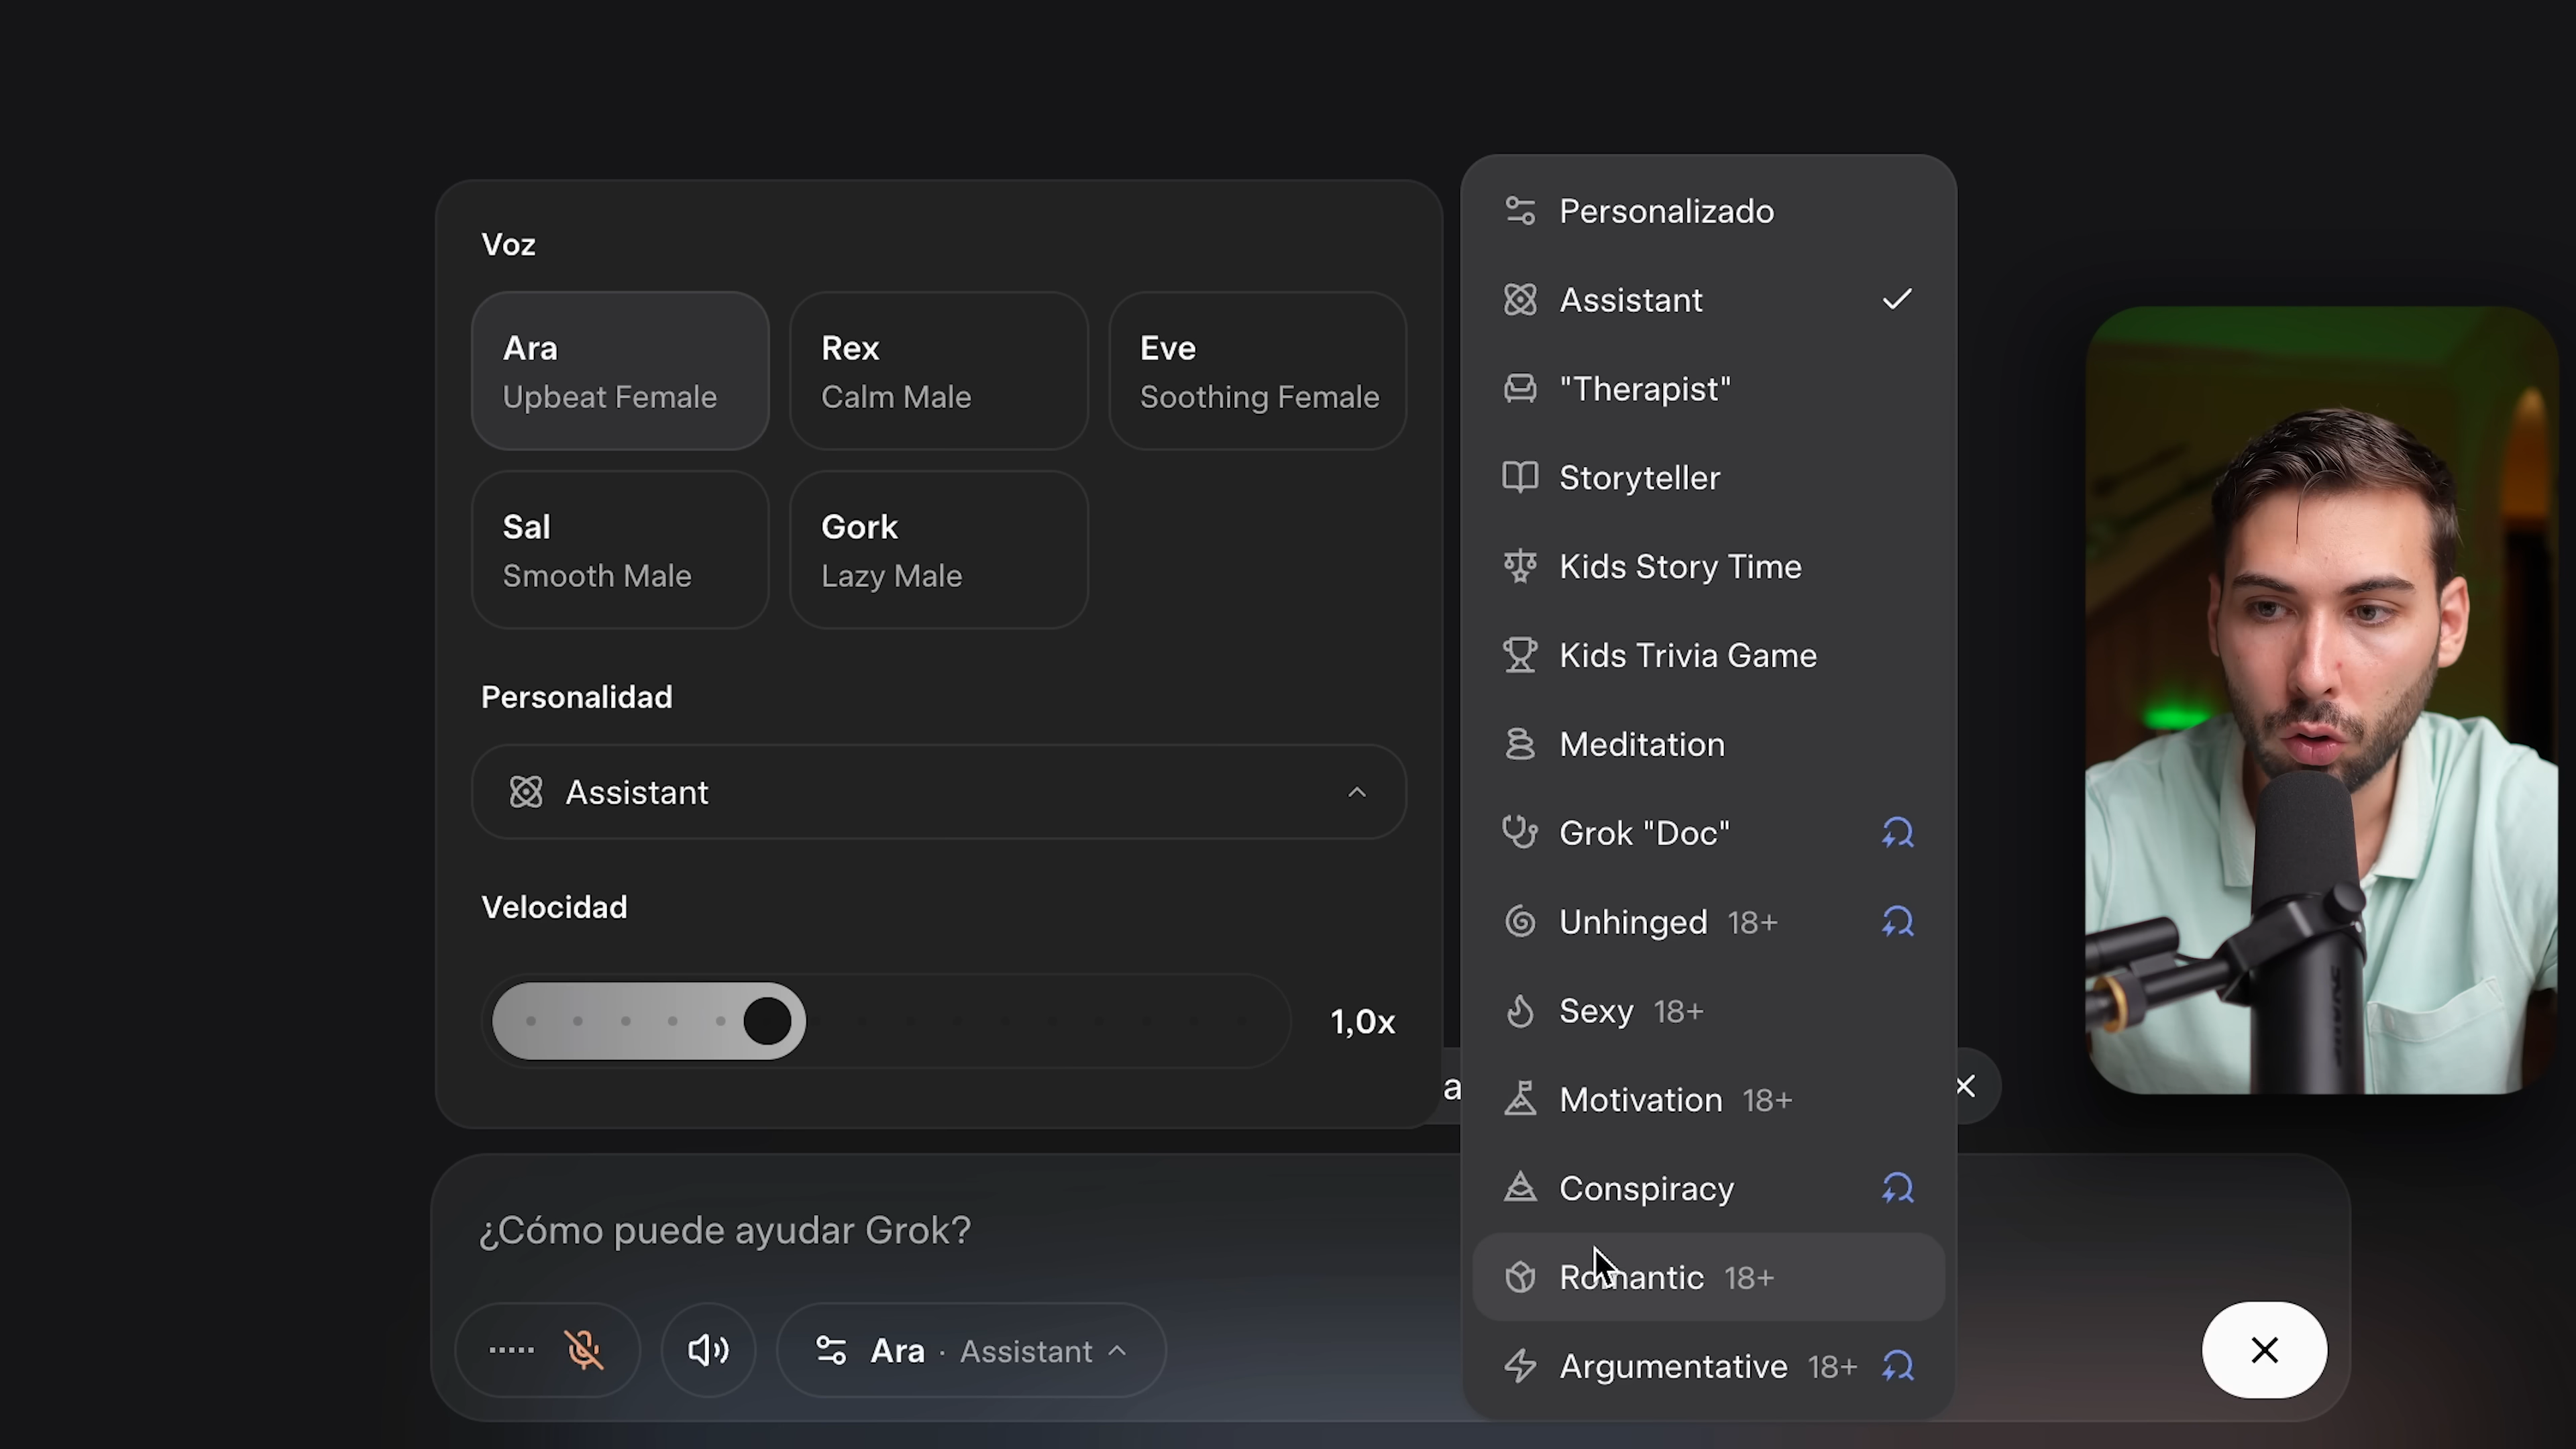 Voz
Ara
Upbeat Female
Rex
Calm Male
Eve
Soothing Female
Sal
Smooth Male
Gork
Lazy Male
Personalidad
Assistant
Velocidad
1,0x
Personalizado
Assistant
"Therapist"
Storyteller
Kids Story Time
Kids Trivia Game
Meditation
Grok "Doc"
Unhinged 18+
Sexy 18+
Motivation 18+
Conspiracy
Romantic 18+
Argumentative 18+
a
¿Cómo puede ayudar Grok?
Ara · Assistant